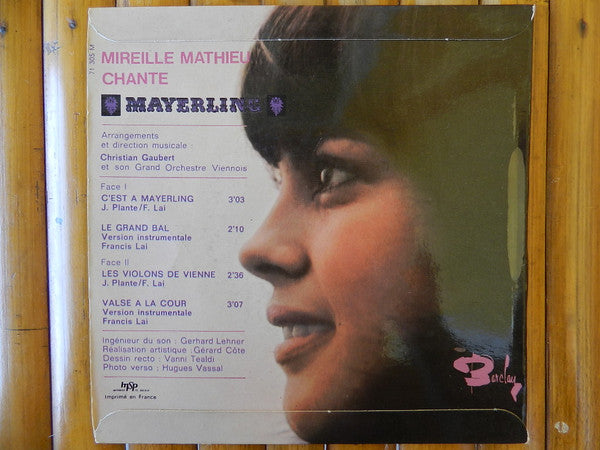 71 305 M
MIREILLE MATHIEU
CHANTE
MAYERLING
Arrangements
et direction musicale :
Christian Gaubert
et son Grand Orchestre Viennois
Face I
C'EST A MAYERLING 3'03
J. Plante/F. Lai
LE GRAND BAL 2'10
Version instrumentale
Francis Lai
Face II
LES VIOLONS DE VIENNE 2'36
J. Plante/F. Lai
VALSE A LA COUR 3'07
Version instrumentale
Francis Lai
Ingénieur du son : Gerhard Lehner
Réalisation artistique : Gérard Côte
Dessin recto : Vanni Tealdi
Photo verso : Hugues Vassal
Imprimé en France
Barclay